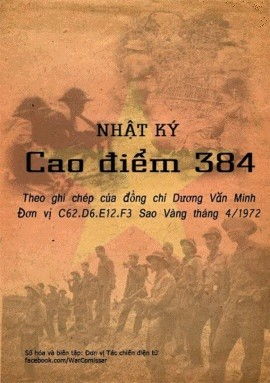 NHẬT KÝ
Cao điểm 384
Theo ghi chép của đồng chí Dương Văn Minh
Đơn vị C62.D6.E12.F3 Sao Vàng tháng 4/1972
Số hóa và biên tập: Đơn vị Tác chiến điện tử
facebook.com/WarComissar